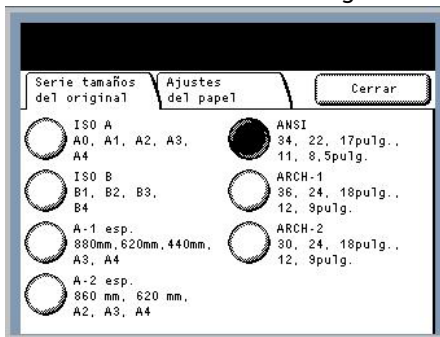 Serie tamaños
del original
Ajustes
del papel
Cerrar
ISO A
A0, A1, A2, A3,
A4
ISO B
B1, B2, B3,
B4
A-1 esp.
880mm,620mm,440mm,
A3, A4
A-2 esp.
860 mm, 620 mm,
A2, A3, A4
ANSI
34, 22, 17pulg.,
11, 8,5pulg.
ARCH-1
36, 24, 18pulg.,
12, 9pulg.
ARCH-2
30, 24, 18pulg.,
12, 9pulg.